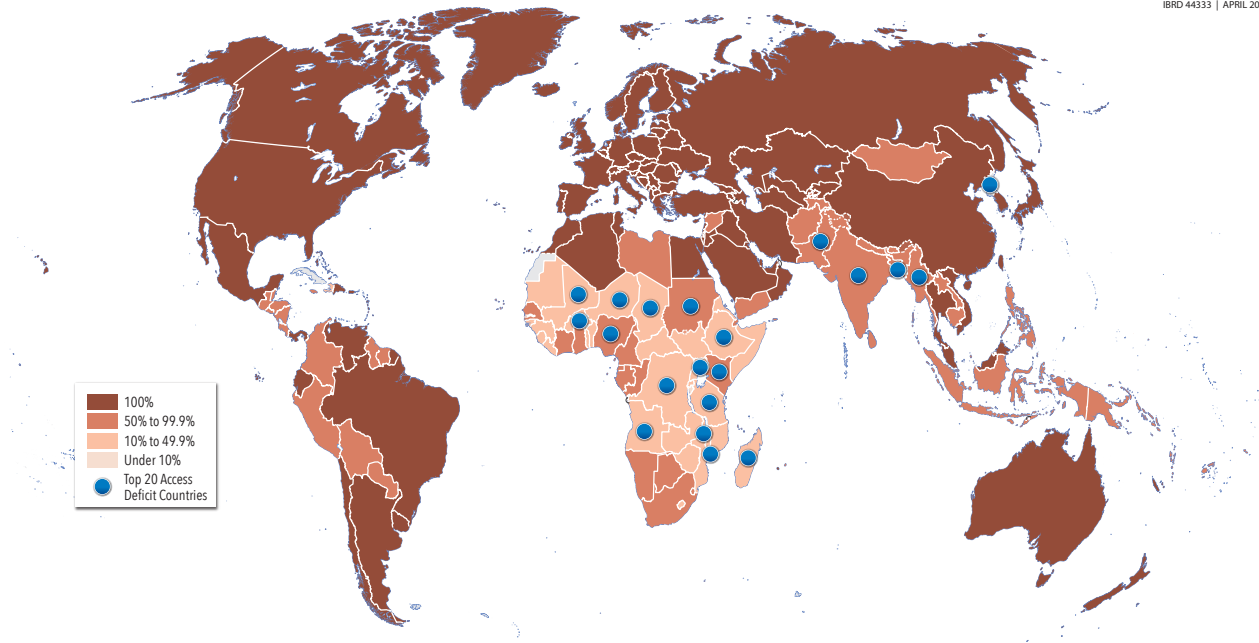 IBRD 44333 | APRIL 20
100%
50% to 99.9%
10% to 49.9%
Under 10%
Top 20 Access
Deficit Countries